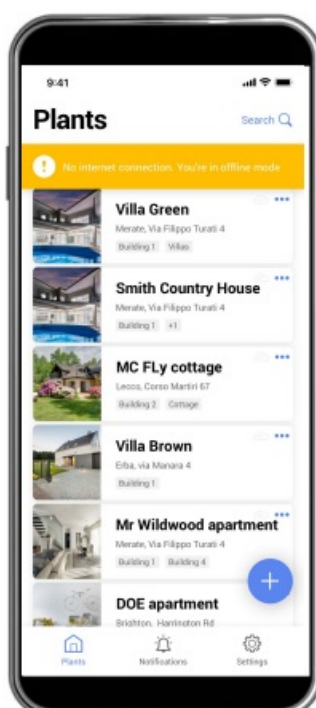 9:41
Plants
Search
No internet connection. You're in offline mode
Villa Green
Merate, Via Filippo Turati 4
Building 1 Villas
Smith Country House
Merate, Via Filippo Turati 4
Building 1 +1
MC FLy cottage
Lecco, Corso Martiri 67
Building 2 Cottage
Villa Brown
Erba, via Manara 4
Building 1
Mr Wildwood apartment
Merate, Via Filippo Turati 4
Building 1 Building 4
DOE apartment
Brighton, Harrington Rd
Plants Notifications Settings